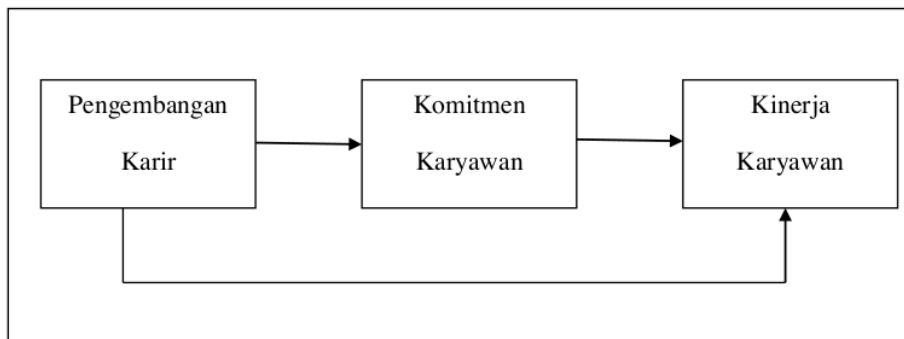 Pengembangan
Karir
Komitmen
Karyawan
Kinerja
Karyawan